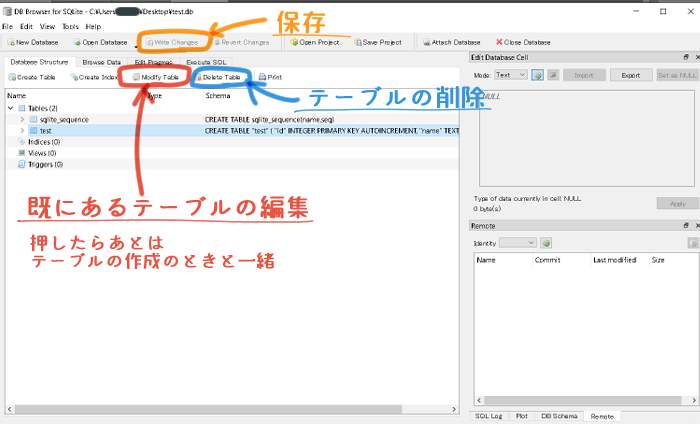 DB Browser for SQLite - C:¥Users¥ ¥Desktop¥test.db
保存
File Edit View Tools Help
New Database Open Database Write Changes Revert Changes Open Project Save Project Attach Database Close Database
Database Structure Browse Data Edit Pragmas Execute SQL
Create Table Create Index Modify Table Delete Table Print
テーブルの削除
Name Type Schema
Tables (2)
sqlite_sequence CREATE TABLE sqlite_sequence(name,seq)
test CREATE TABLE "test" ( "id" INTEGER PRIMARY KEY AUTOINCREMENT, "name" TEXT
Indices (0)
Views (0)
Triggers (0)
既にあるテーブルの編集
押したらあとは
テーブルの作成のときと一緒
Edit Database Cell
Mode: Text Import Export Set as NULL
NULL
Type of data currently in cell: NULL
0 byte(s)
Apply
Remote
Identity
Name Commit Last modified Size
SQL Log Plot DB Schema Remote